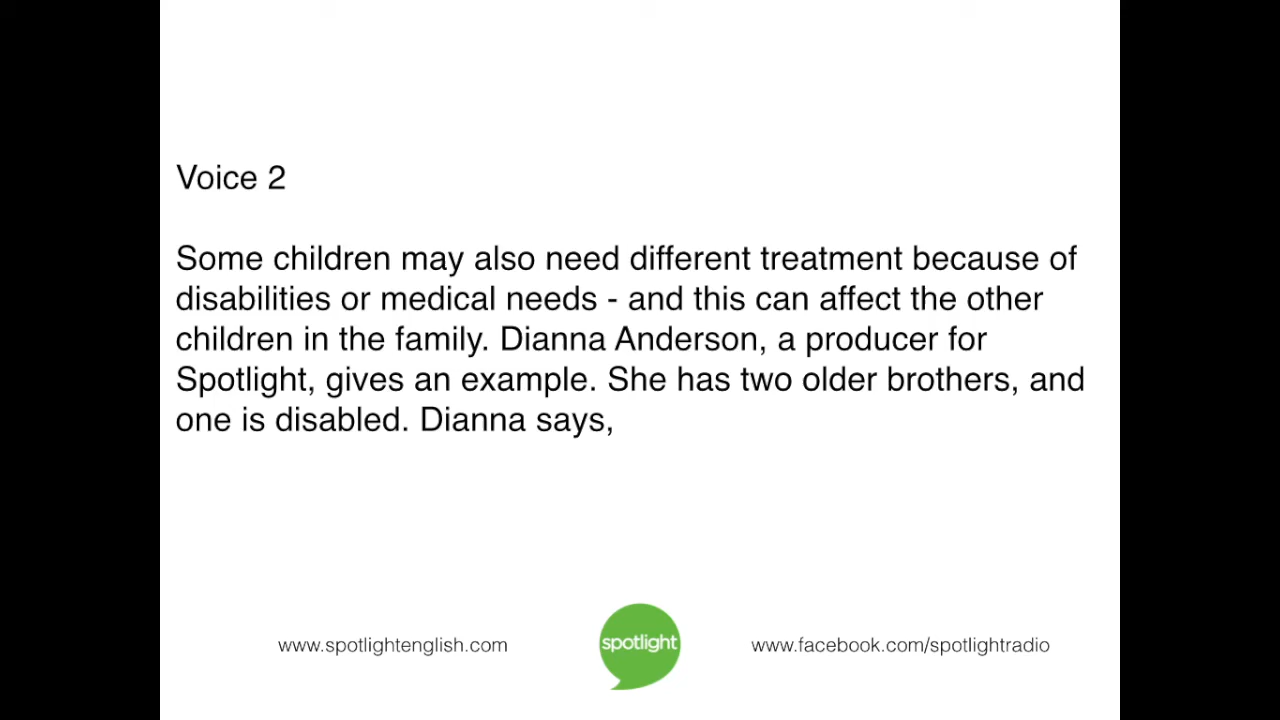 Voice 2
Some children may also need different treatment because of
disabilities or medical needs - and this can affect the other
children in the family. Dianna Anderson, a producer for
Spotlight, gives an example. She has two older brothers, and
one is disabled. Dianna says,
www.spotlightenglish.com
spotlight
www.facebook.com/spotlightradio